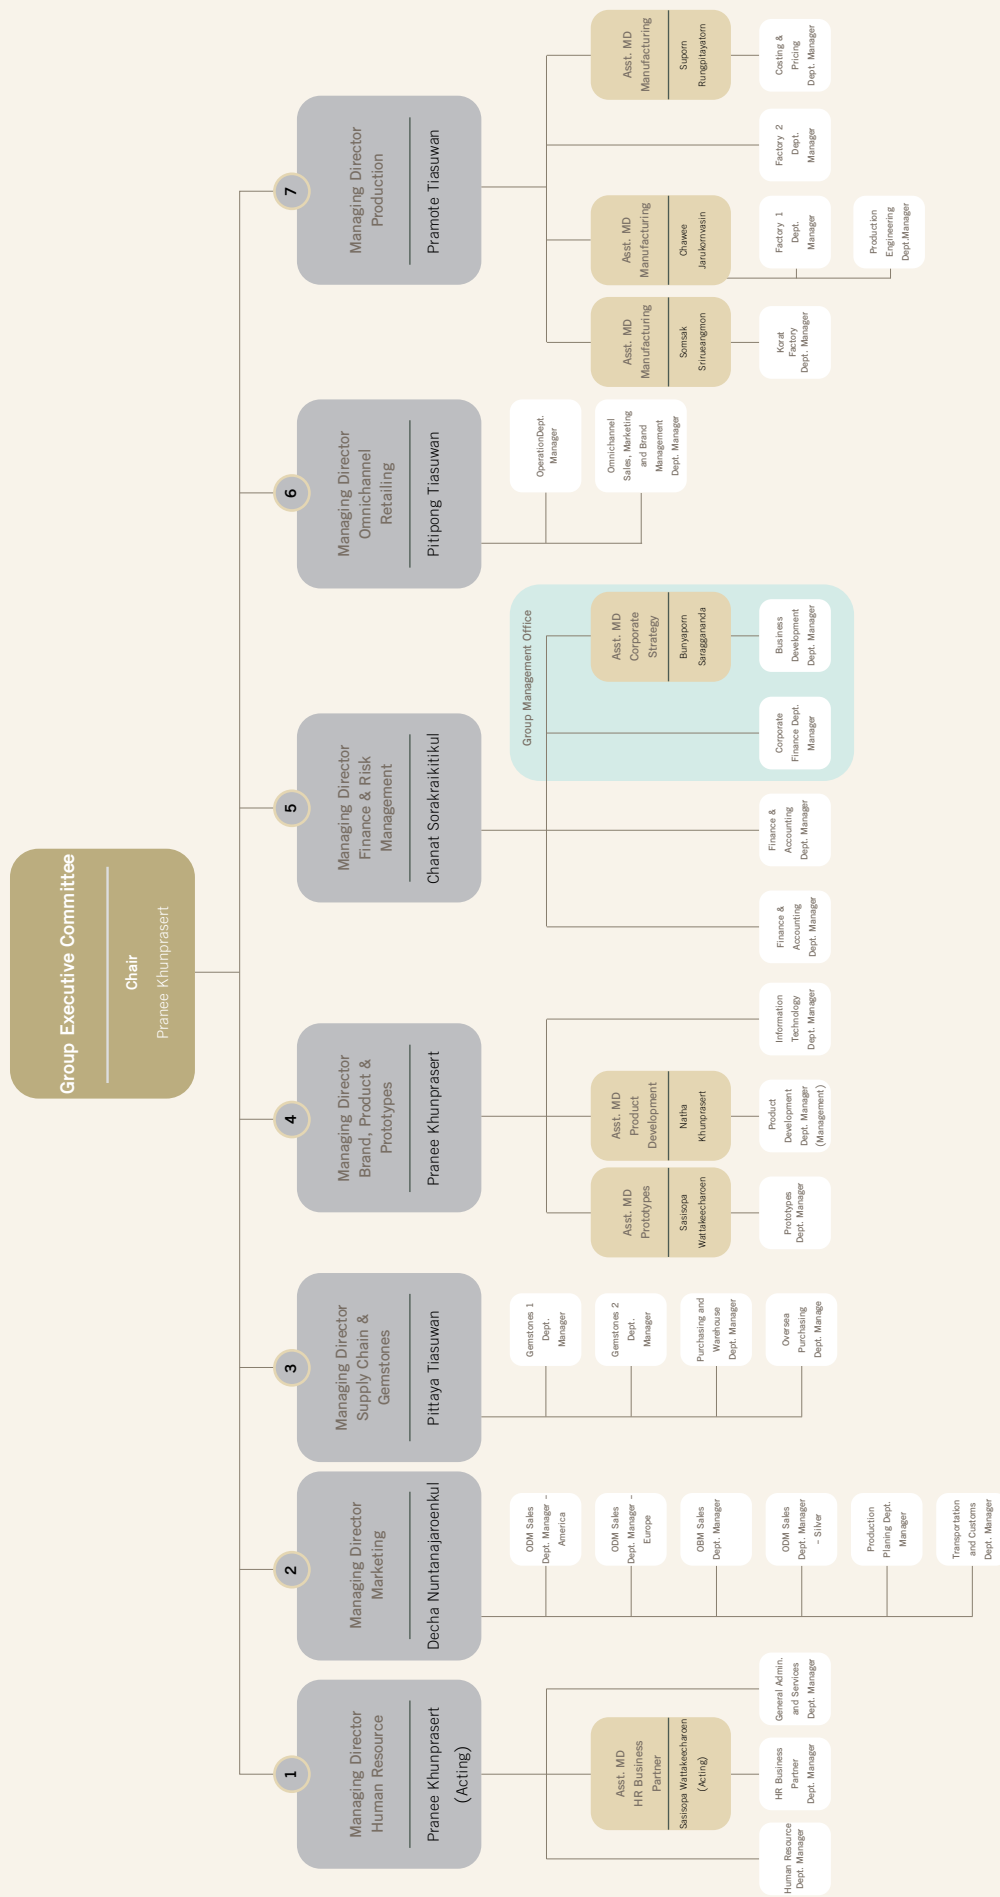 Group Executive Committee
Chair
Pranee Khunprasert
1
Managing Director
Human Resource
Pranee Khunprasert
(Acting)
Human Resource
Dept. Manager
Asst. MD
HR Business
Partner
Sasisopa Wattakeecharoen
(Acting)
HR Business
Partner
Dept. Manager
General Admin.
and Services
Dept. Manager
2
Managing Director
Marketing
Decha Nuntanajaroenkul
ODM Sales
Dept. Manager –
America
ODM Sales
Dept. Manager –
Europe
OBM Sales
Dept. Manager
ODM Sales
Dept. Manager
– Silver
Production
Planing Dept.
Manager
Transportation
and Customs
Dept. Manager
3
Managing Director
Supply Chain &
Gemstones
Pittaya Tiasuwan
Gemstones 1
Dept.
Manager
Gemstones 2
Dept.
Manager
Purchasing and
Warehouse
Dept. Manager
Oversea
Purchasing
Dept. Manage
4
Managing Director
Brand, Product &
Prototypes
Pranee Khunprasert
Asst. MD
Prototypes
Sasisopa
Wattakeecharoen
Prototypes
Dept. Manager
Asst. MD
Product
Development
Natha
Khunprasert
Product
Development
Dept. Manager
(Management)
Information
Technology
Dept. Manager
5
Managing Director
Finance & Risk
Management
Chanat Sorakraikitikul
Finance &
Accounting
Dept. Manager
Finance &
Accounting
Dept. Manager
Group Management Office
Corporate
Finance Dept.
Manager
Asst. MD
Corporate
Strategy
Bunyaporn
Saraggananda
Business
Development
Dept. Manager
6
Managing Director
Omnichannel
Retailing
Pitipong Tiasuwan
OperationDept.
Manager
Omnichannel
Sales, Marketing
and Brand
Management
Dept. Manager
7
Managing Director
Production
Pramote Tiasuwan
Asst. MD
Manufacturing
Somsak
Srirueangmon
Korat
Factory
Dept. Manager
Asst. MD
Manufacturing
Chawee
Jarukornvasin
Factory 1
Dept.
Manager
Production
Engineering
Dept.Manager
Factory 2
Dept.
Manager
Asst. MD
Manufacturing
Suporn
Rungpitayatorn
Costing &
Pricing
Dept. Manager